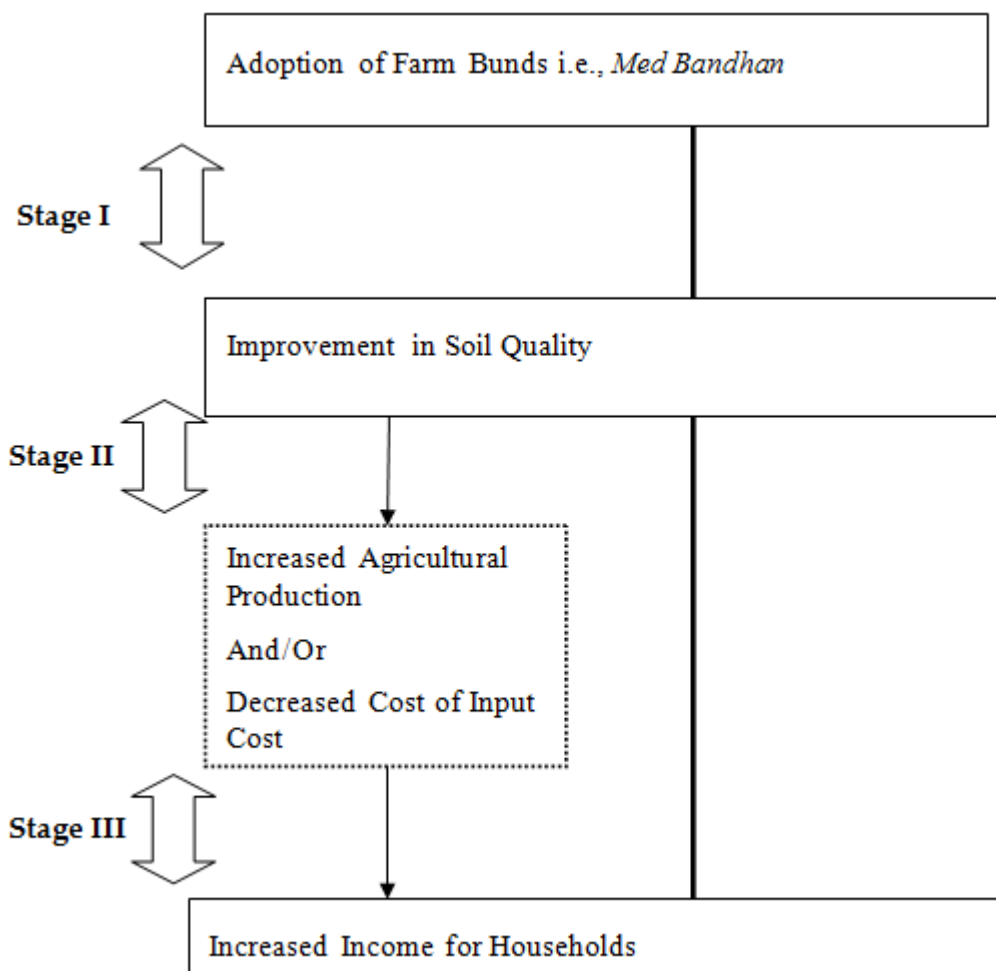 Adoption of Farm Bunds i.e., Med Bandhan
Stage I
Improvement in Soil Quality
Stage II
Increased Agricultural
Production
And/Or
Decreased Cost of Input
Cost
Stage III
Increased Income for Households